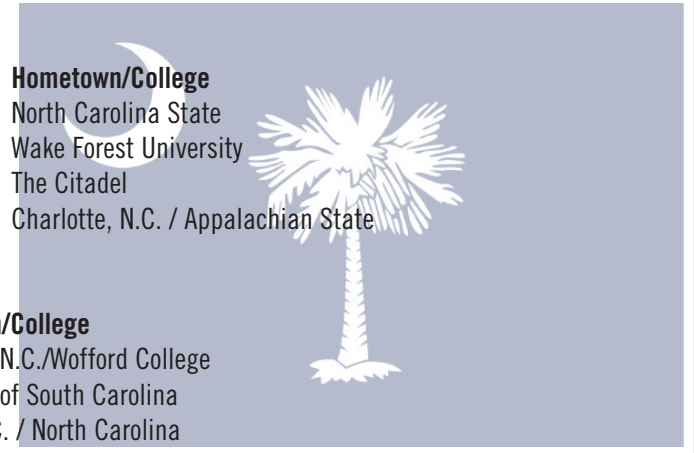 Hometown/College
North Carolina State
Wake Forest University
The Citadel
Charlotte, N.C. / Appalachian State
/College
N.C./Wofford College
of South Carolina
. / North Carolina